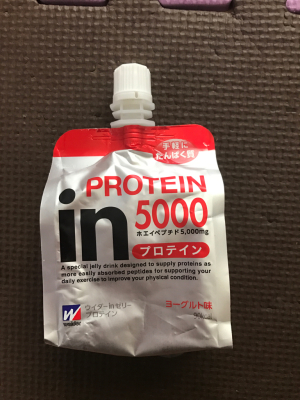 手軽に
たんぱく質
PROTEIN
in 5000
ホエイペプチド5,000mg
プロテイン
A special jelly drink designed to supply proteins as
more easily absorbed peptides for supporting your
daily exercise to improve your physical condition.
ヨーグルト味
90kcal
W
weider
ウイダーinゼリー
プロテイン